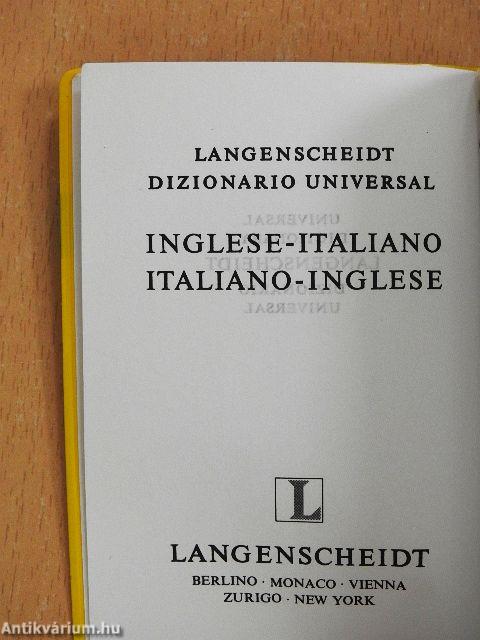 LANGENSCHEIDT
DIZIONARIO UNIVERSAL
INGLESE-ITALIANO
ITALIANO-INGLESE
L
LANGENSCHEIDT
BERLINO · MONACO · VIENNA
ZURIGO · NEW YORK
Antikvárium.hu